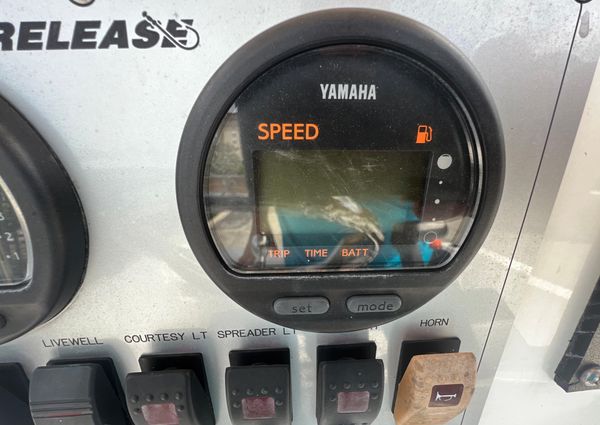 RELEASE
YAMAHA
SPEED
TRIP TIME BATT
set mode
LIVEWELL COURTESY LT SPREADER LT HORN